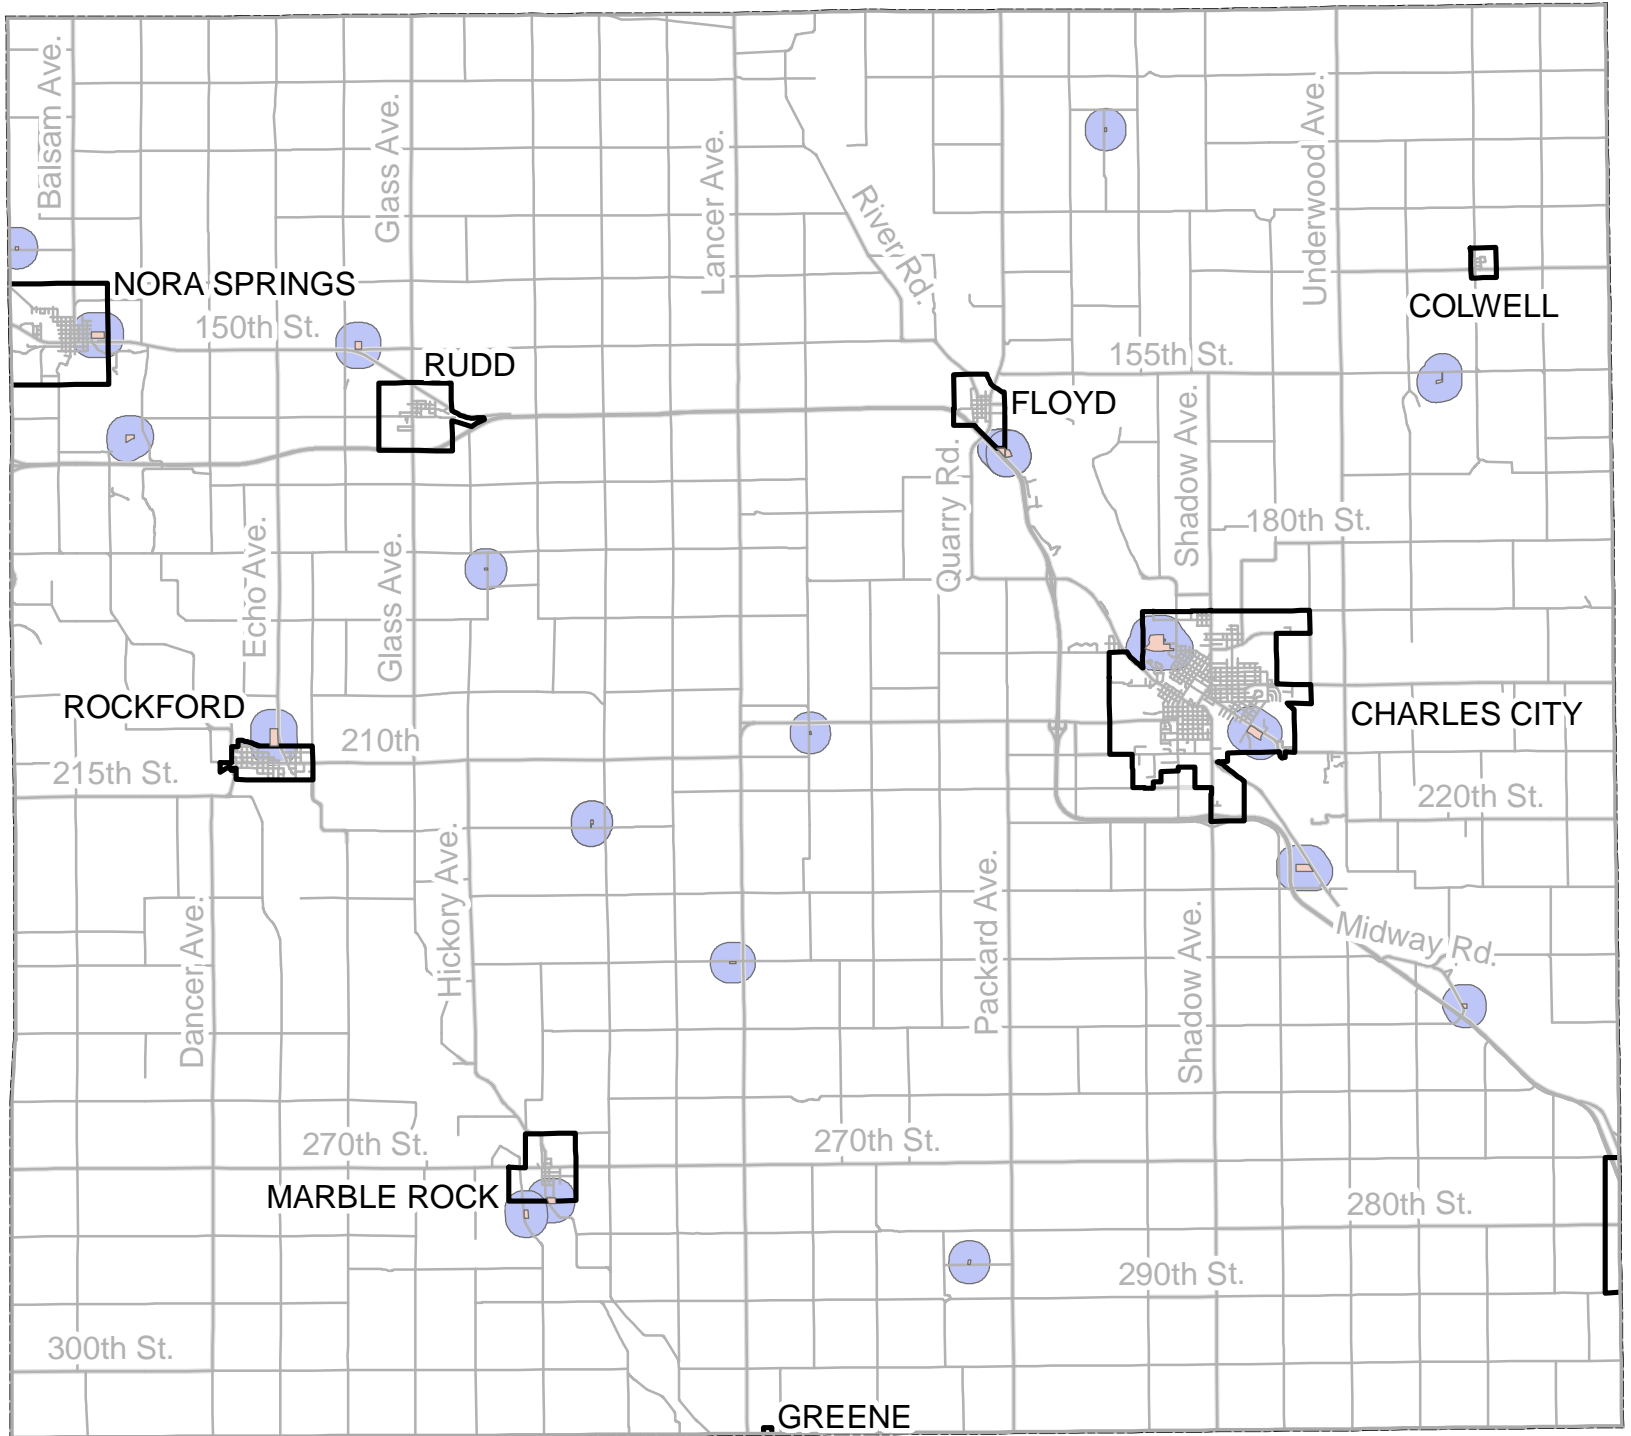 Balsam Ave.
Glass Ave.
Lancer Ave.
River Rd.
Underwood Ave.
NORA SPRINGS
150th St.
RUDD
COLWELL
155th St.
FLOYD
Shadow Ave.
Quarry Rd.
180th St.
Echo Ave.
Glass Ave.
ROCKFORD
210th
CHARLES CITY
215th St.
220th St.
Hickory Ave.
Dancer Ave.
Packard Ave.
Shadow Ave.
Midway Rd.
270th St.
270th St.
MARBLE ROCK
280th St.
290th St.
300th St.
GREENE